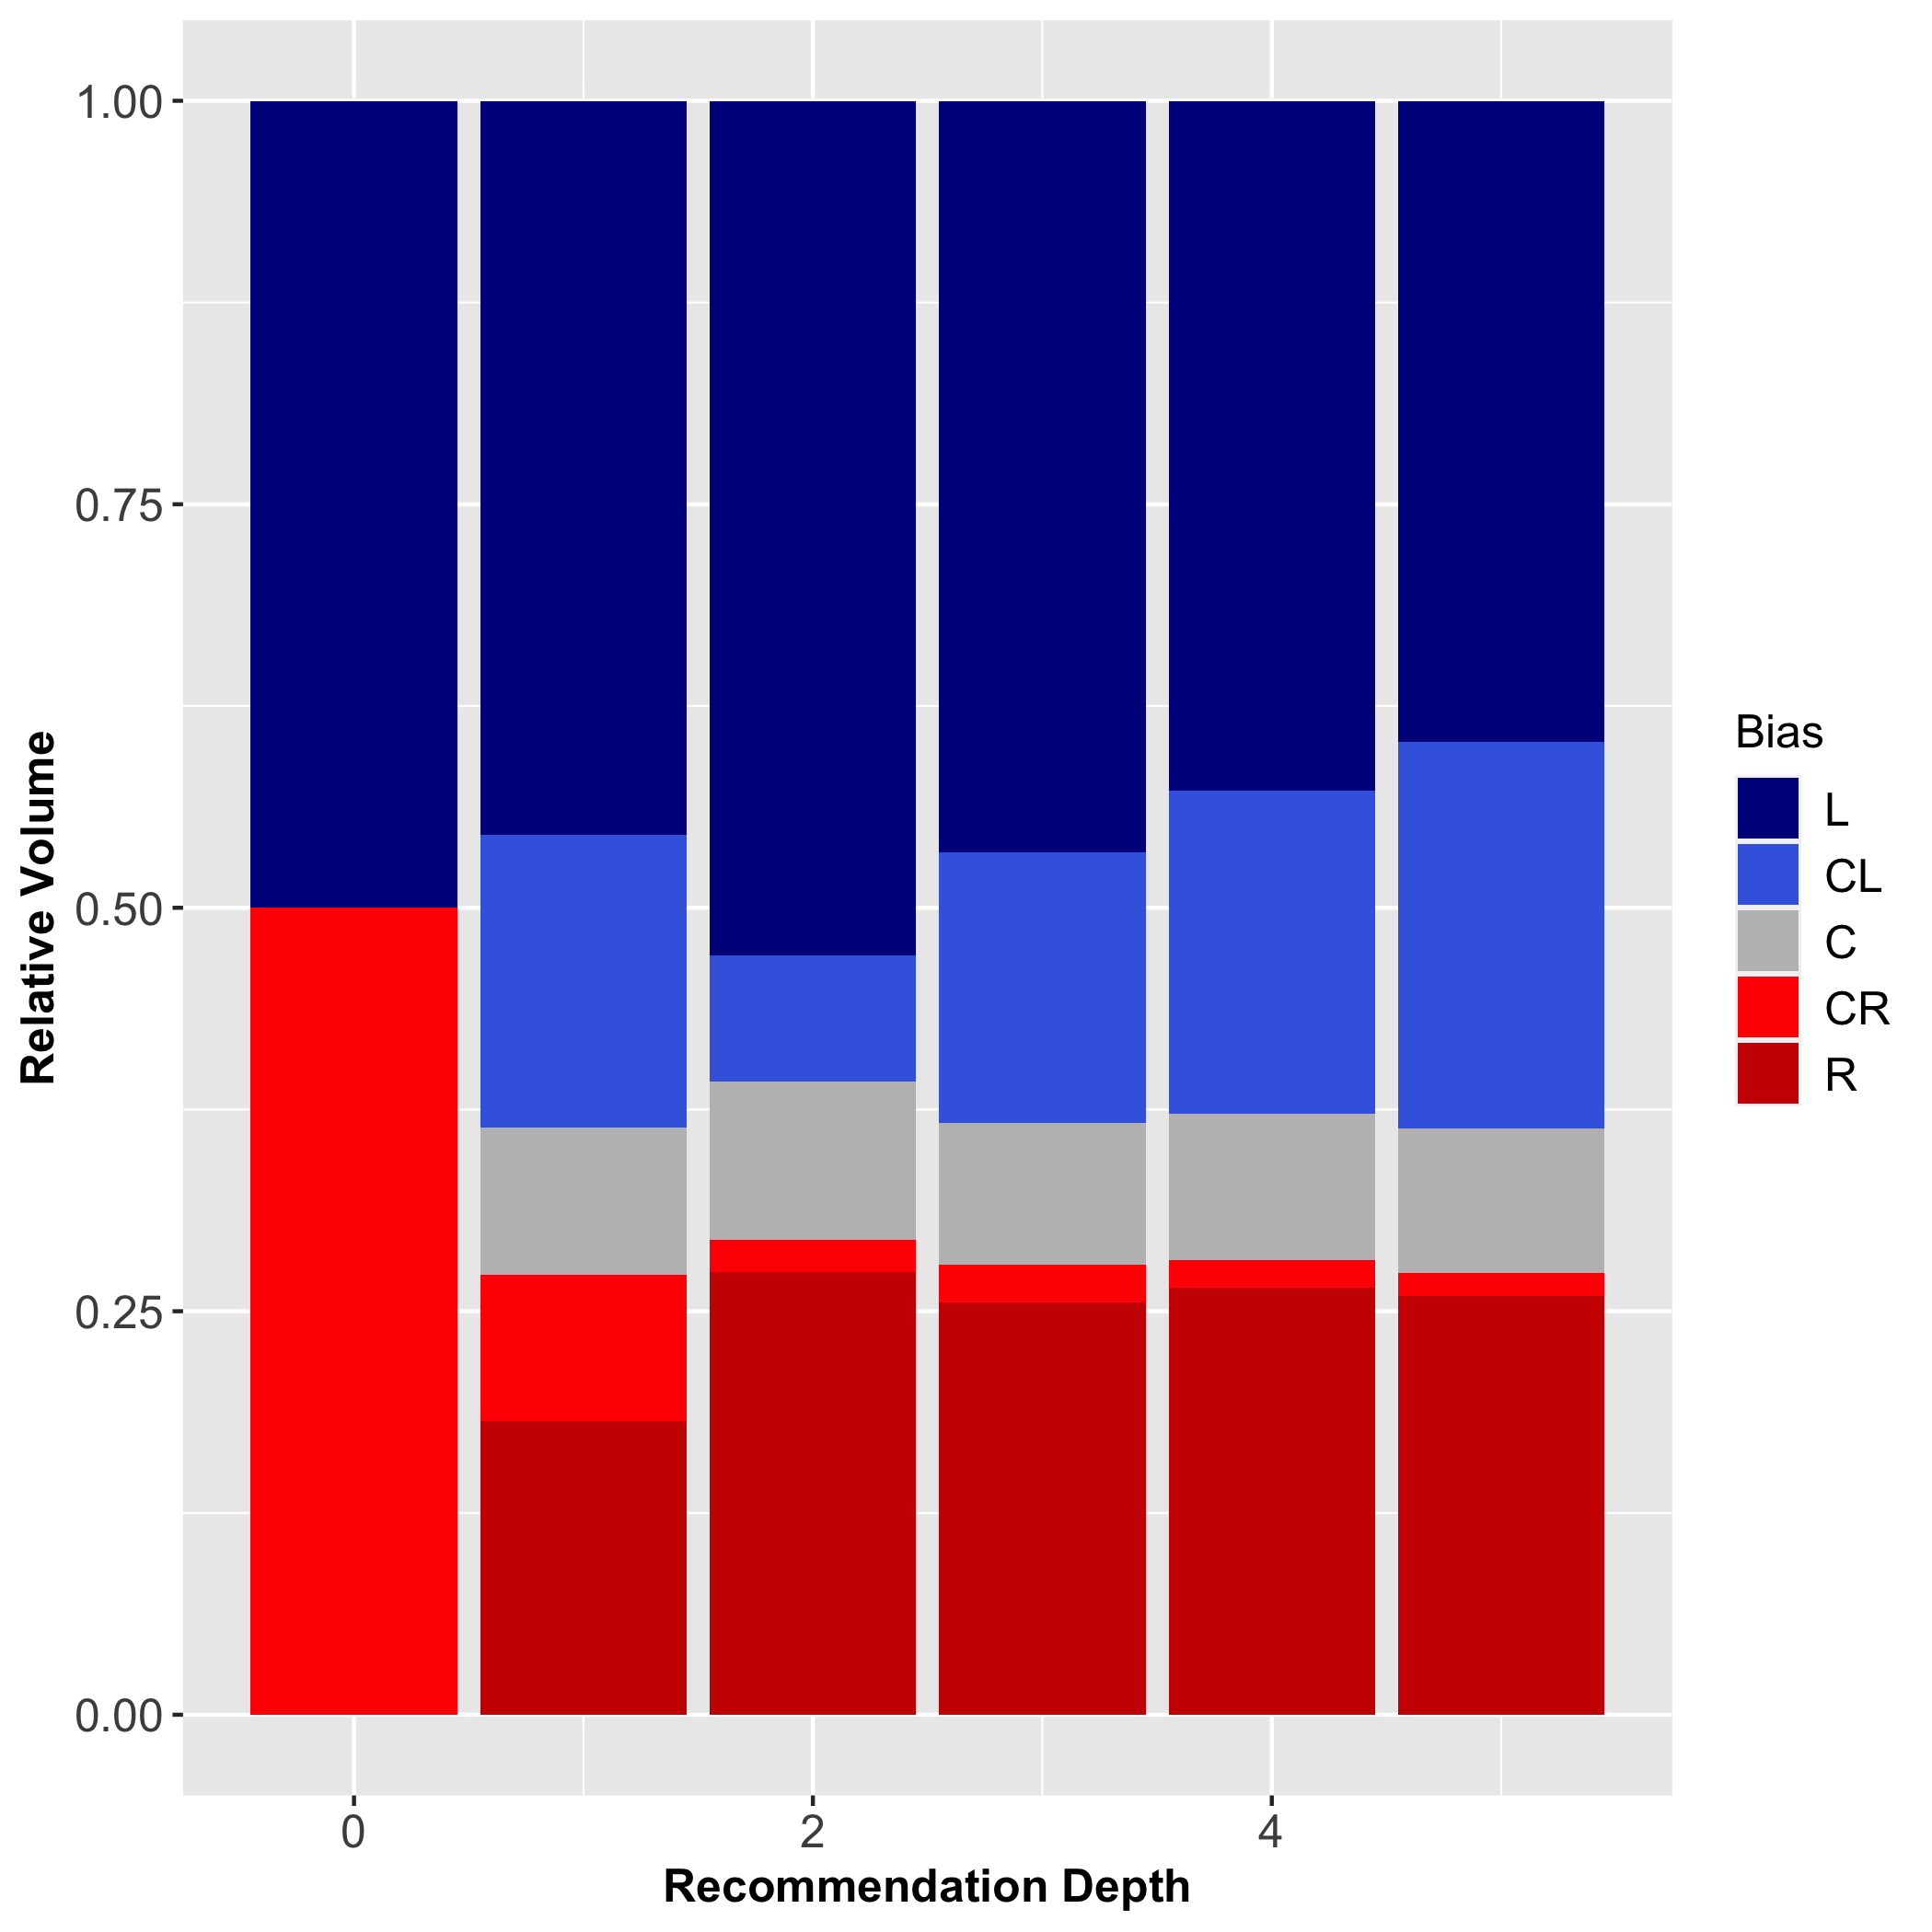 Relative Volume
1.00
0.75
0.50
0.25
0.00
0
2
4
Recommendation Depth
Bias
L
CL
C
CR
R